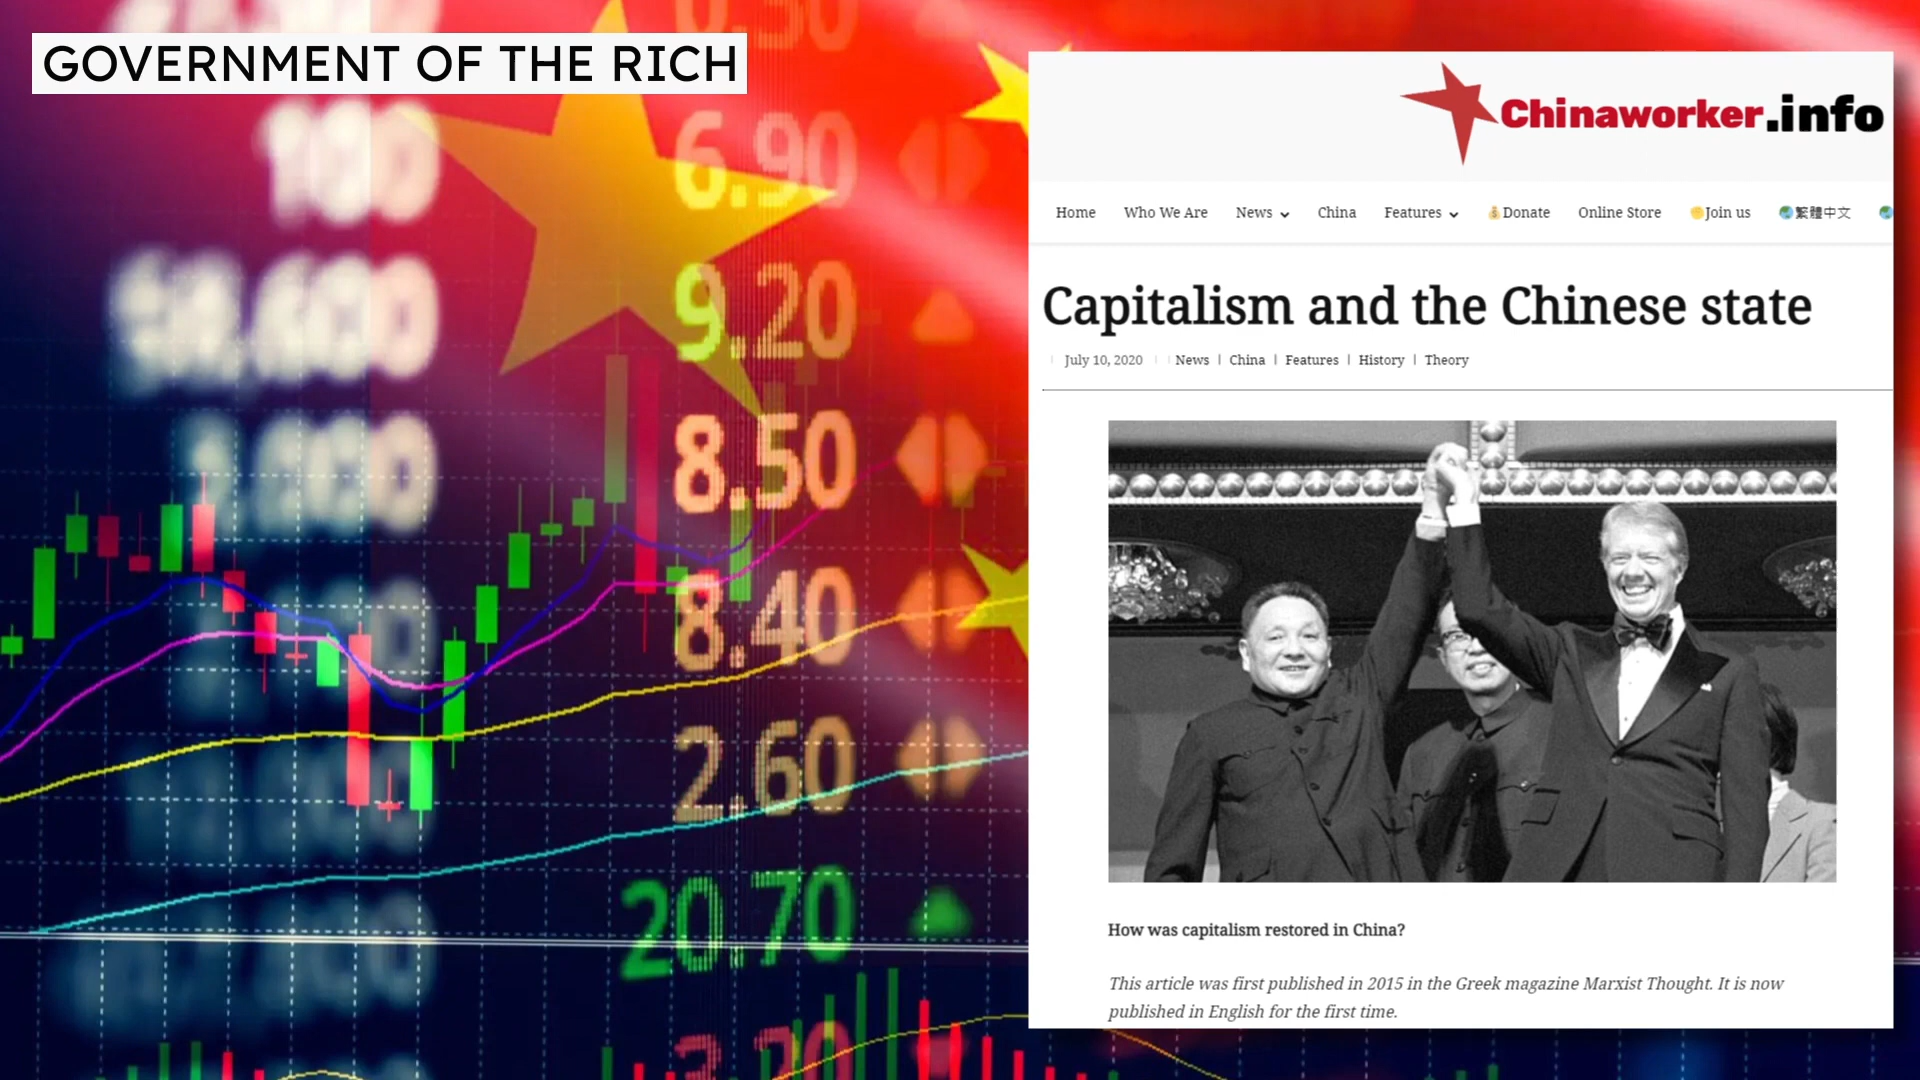 GOVERNMENT OF THE RICH
6.90
9.20
8.50
8.40
2.60
20.70
3.20
Chinaworker.info
Home Who We Are News China Features Donate Online Store Join us 繁體中文
Capitalism and the Chinese state
July 10, 2020 News | China | Features | History | Theory
How was capitalism restored in China?
This article was first published in 2015 in the Greek magazine Marxist Thought. It is now
published in English for the first time.